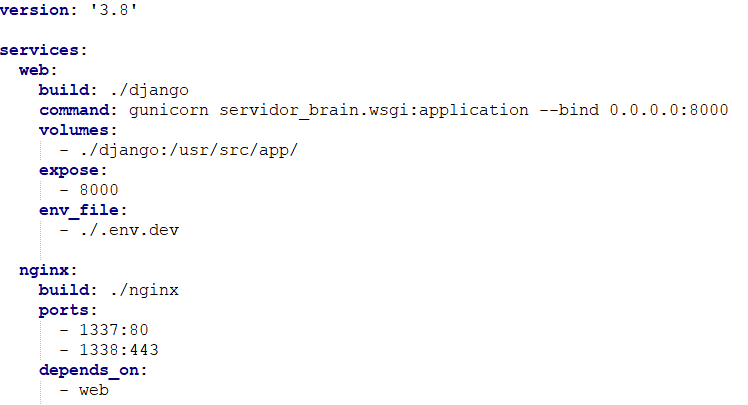 version: '3.8'

services:
  web:
    build: ./django
    command: gunicorn servidor_brain.wsgi:application --bind 0.0.0.0:8000
    volumes:
      - ./django:/usr/src/app/
    expose:
      - 8000
    env_file:
      - ./.env.dev

  nginx:
    build: ./nginx
    ports:
      - 1337:80
      - 1338:443
    depends_on:
      - web